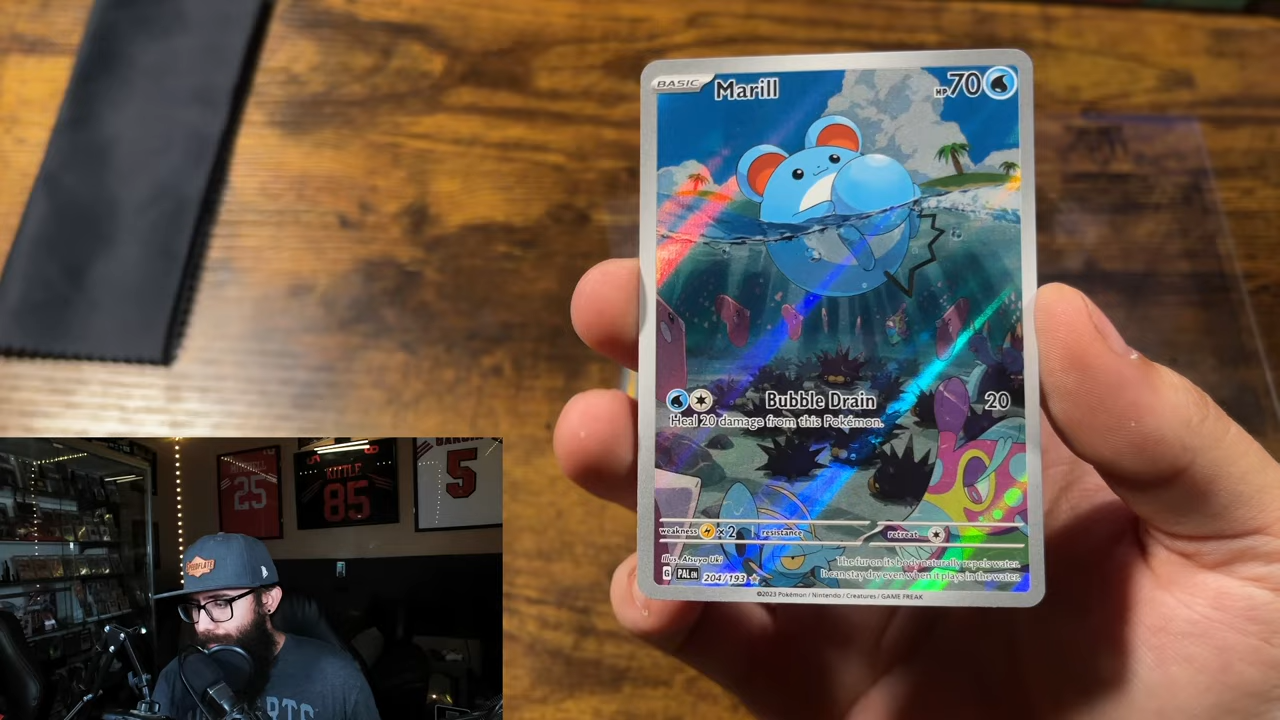 BASIC Marill HP 70
Bubble Drain 20
Heal 20 damage from this Pokémon.
weakness ×2 resistance retreat
Illus. Atsuya Uki
The fur on its body naturally repels water.
It can stay dry even when it plays in the water.
G PAL EN 204/193
©2023 Pokémon / Nintendo / Creatures / GAME FREAK
25
KITTLE
85
5